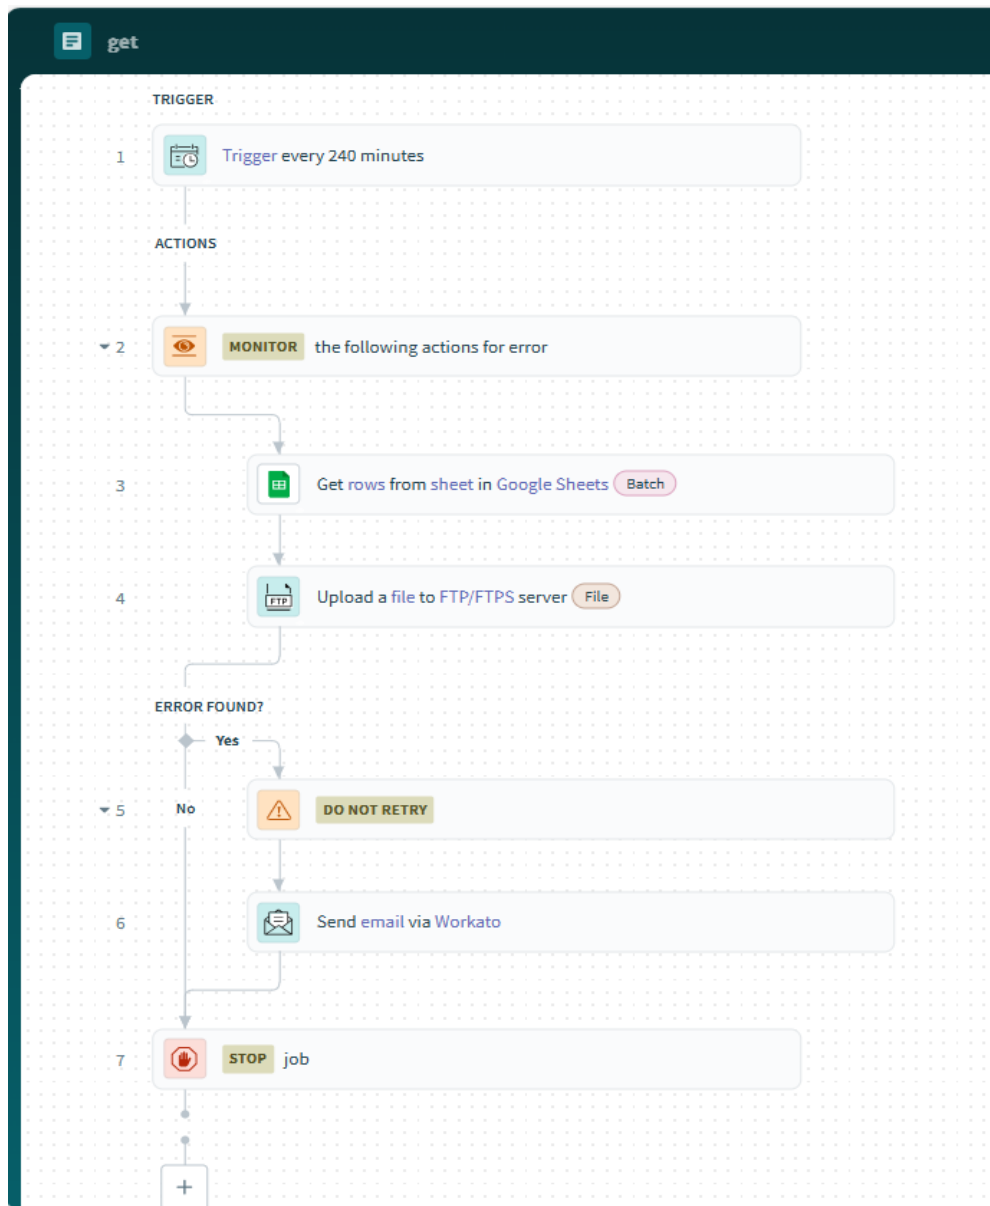 get
TRIGGER
1 Trigger every 240 minutes
ACTIONS
2 MONITOR the following actions for error
3 Get rows from sheet in Google Sheets Batch
4 FTP Upload a file to FTP/FTPS server File
ERROR FOUND?
Yes
5 No DO NOT RETRY
6 Send email via Workato
7 STOP job